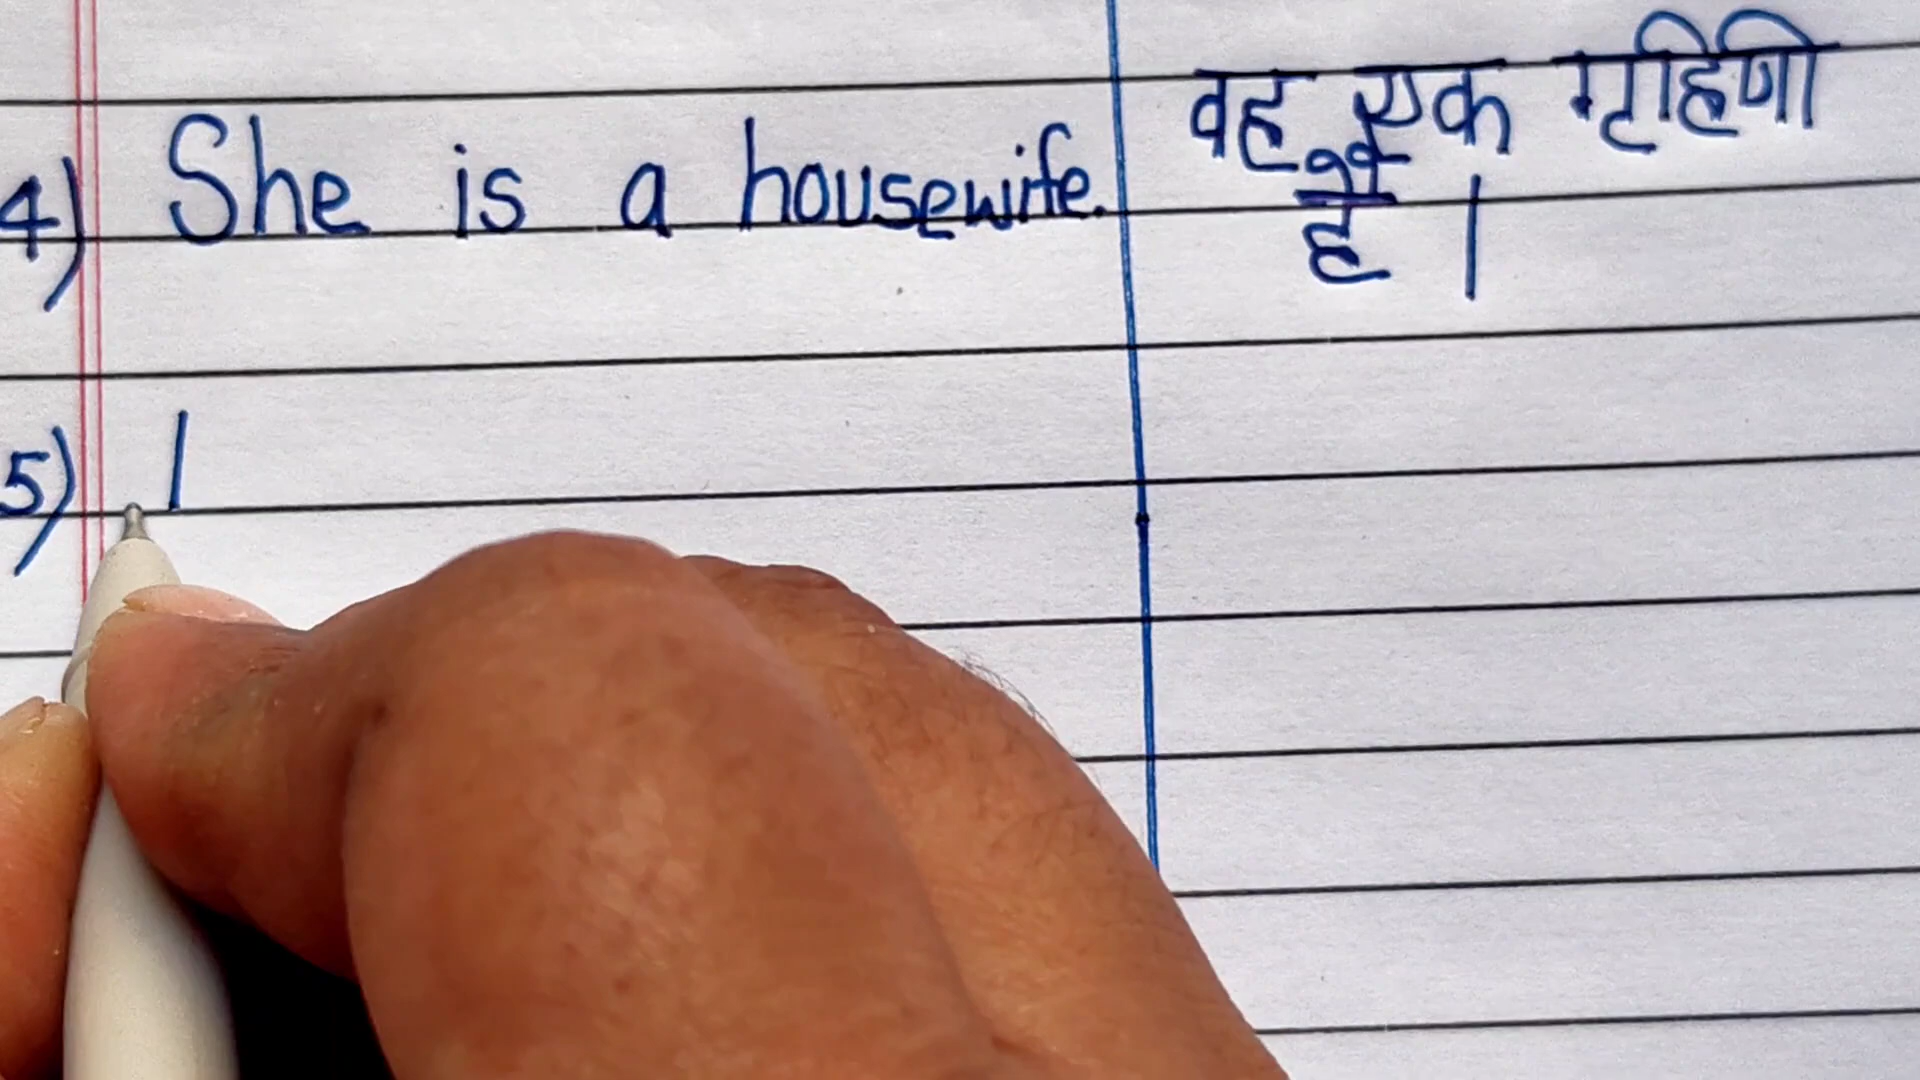 4) She is a housewife. वह एक गृहिणी
है ।
5) I